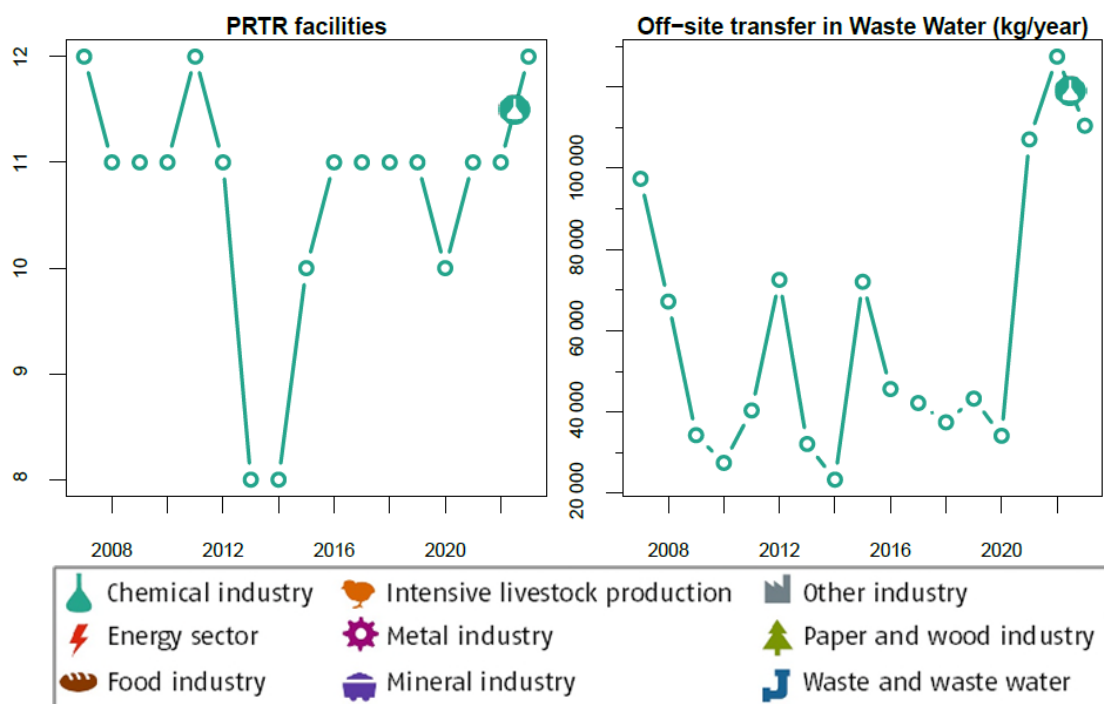 PRTR facilities
12
11
10
9
8
2008 2012 2016 2020
Off−site transfer in Waste Water (kg/year)
100 000
80 000
60 000
40 000
20 000
2008 2012 2016 2020
Chemical industry Intensive livestock production Other industry
Energy sector Metal industry Paper and wood industry
Food industry Mineral industry Waste and waste water